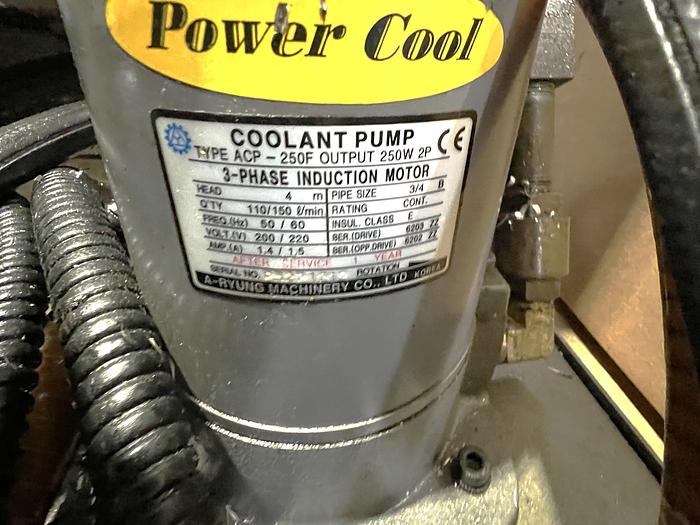 Power Cool
COOLANT PUMP CE
TYPE ACP - 250F OUTPUT 250W 2P
3-PHASE INDUCTION MOTOR
HEAD 4 m PIPE SIZE 3/4 B
Q'TY 110/150 ℓ/min RATING CONT.
FREQ.(Hz) 50 / 60 INSUL. CLASS E
VOLT.(V) 200 / 220 BER.(DRIVE) 6203 ZZ
AMP.(A) 1.4 / 1.5 BER.(OPP.DRIVE) 6202 ZZ
AFTER SERVICE 1 YEAR
SERIAL NO. ROTATION
A-RYUNG MACHINERY CO., LTD KOREA